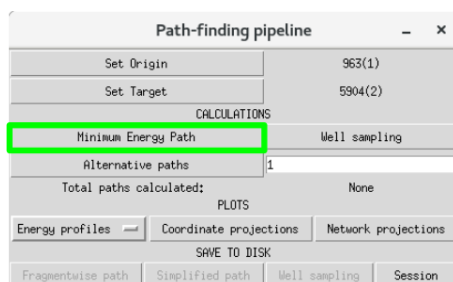 Path-finding pipeline
Set Origin 963(1)
Set Target 5904(2)
CALCULATIONS
Minimum Energy Path Well sampling
Alternative paths 1
Total paths calculated: None
PLOTS
Energy profiles Coordinate projections Network projections
SAVE TO DISK
Fragmentwise path Simplified path Well sampling Session